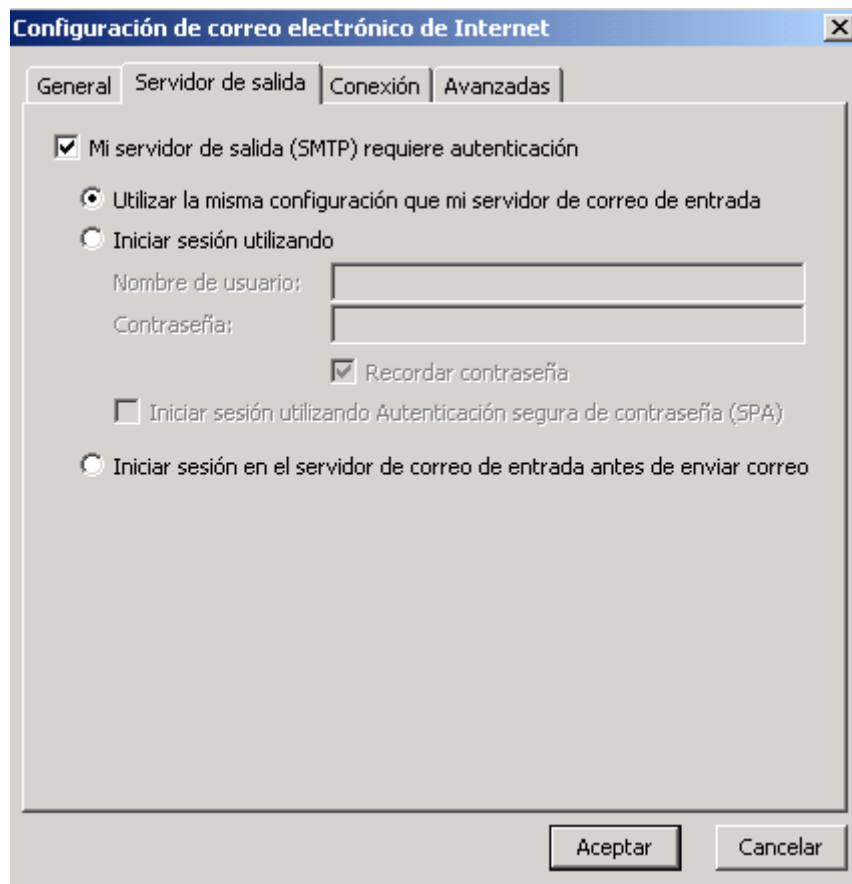 Configuración de correo electrónico de Internet
General Servidor de salida Conexión Avanzadas
Mi servidor de salida (SMTP) requiere autenticación
Utilizar la misma configuración que mi servidor de correo de entrada
Iniciar sesión utilizando
Nombre de usuario:
Contraseña:
Recordar contraseña
Iniciar sesión utilizando Autenticación segura de contraseña (SPA)
Iniciar sesión en el servidor de correo de entrada antes de enviar correo
Aceptar Cancelar